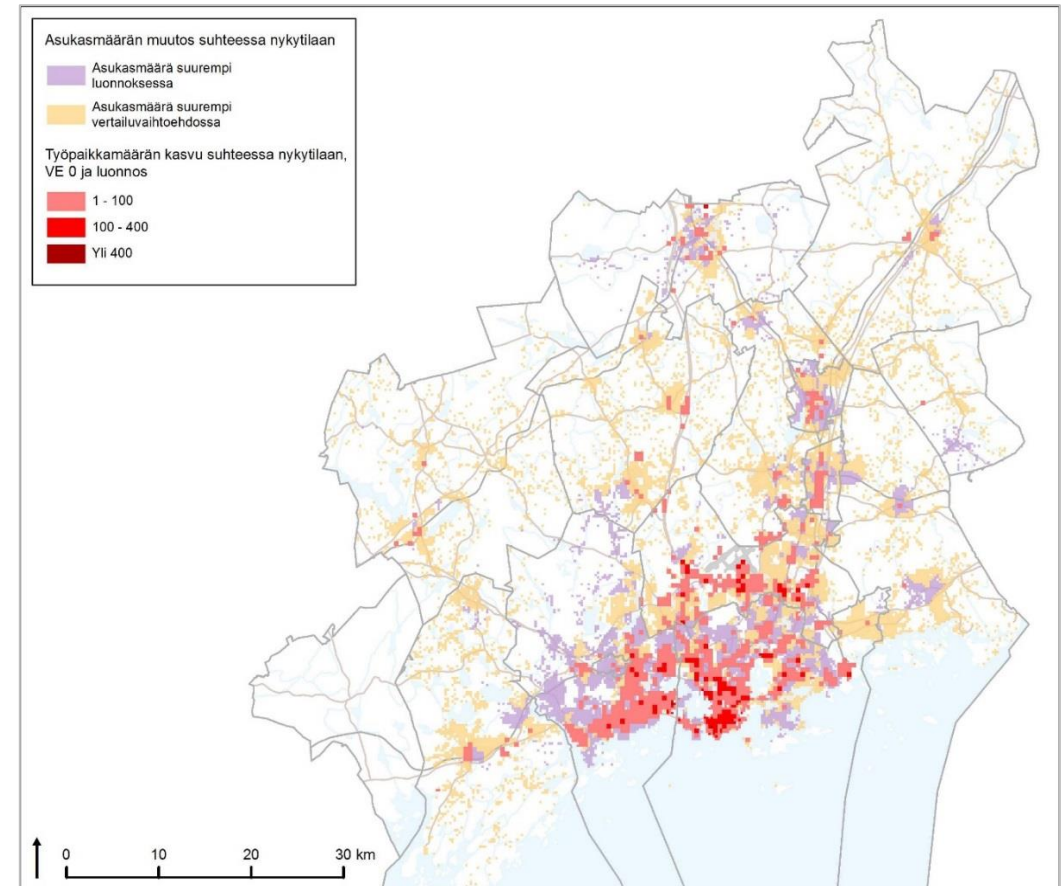 Asukasmäärän muutos suhteessa nykytilaan
Asukasmäärä suurempi
luonnoksessa
Asukasmäärä suurempi
vertailuvaihtoehdossa
Työpaikkamäärän kasvu suhteessa nykytilaan,
VE 0 ja luonnos
1 - 100
100 - 400
Yli 400
0 10 20 30 km